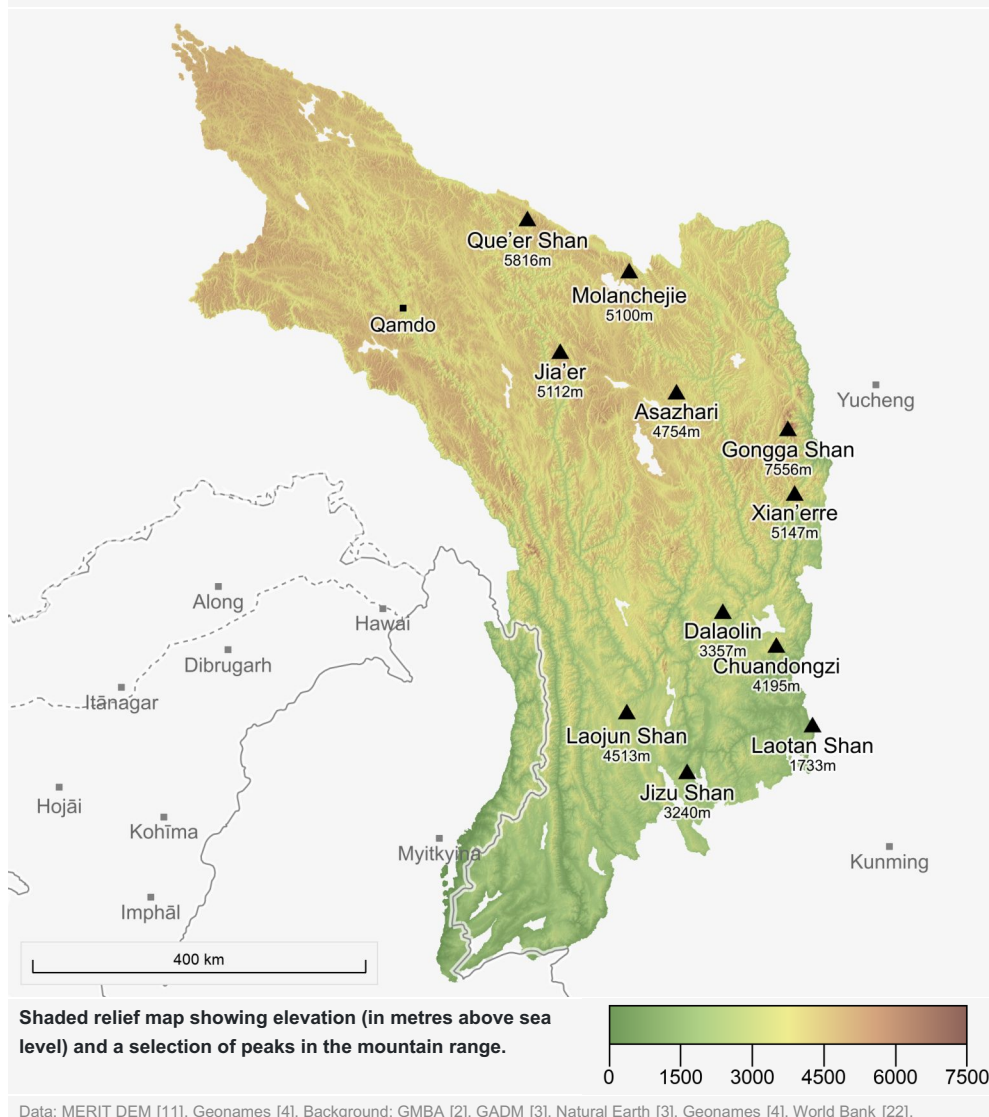 Que’er Shan
5816m
Molanchejie
5100m
Qamdo
Jia’er
5112m
Asazhari
4754m
Yucheng
Gongga Shan
7556m
Xian’erre
5147m
Along
Hawai
Dibrugarh
Itānagar
Dalaolin
3357m
Chuandongzi
4195m
Laojun Shan
4513m
Laotan Shan
1733m
Jizu Shan
3240m
Hojāi
Kohīma
Myitkyina
Kunming
Imphāl
400 km
Shaded relief map showing elevation (in metres above sea
level) and a selection of peaks in the mountain range.
0 1500 3000 4500 6000 7500
Data: MERIT DEM [11], Geonames [4], Background: GMBA [2], GADM [3], Natural Earth [3], Geonames [4], World Bank [22].